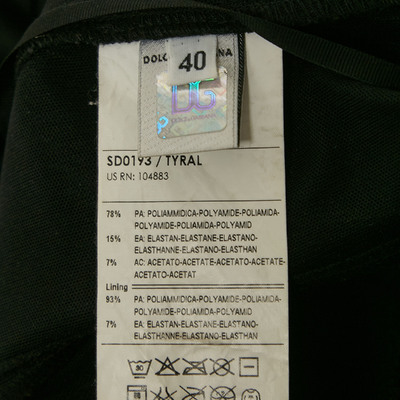 DOLC NA
40
DG
SD0193 / TYRAL
US RN: 104883
78% PA: POLIAMMIDICA-POLYAMIDE-POLIAMIDA-
POLYAMIDE-POLIAMIDA-POLYAMID
15% EA: ELASTAN-ELASTANE-ELASTANO-
ELASTHANNE-ELASTANO-ELASTHAN
7% AC: ACETATO-ACETATE-ACETATO-ACETATE-
ACETATO-ACETAT
Lining
93% PA: POLIAMMIDICA-POLYAMIDE-POLIAMIDA-
POLYAMIDE-POLIAMIDA-POLYAMID
7% EA: ELASTAN-ELASTANE-ELASTANO-
ELASTHANNE-ELASTANO-ELASTHAN